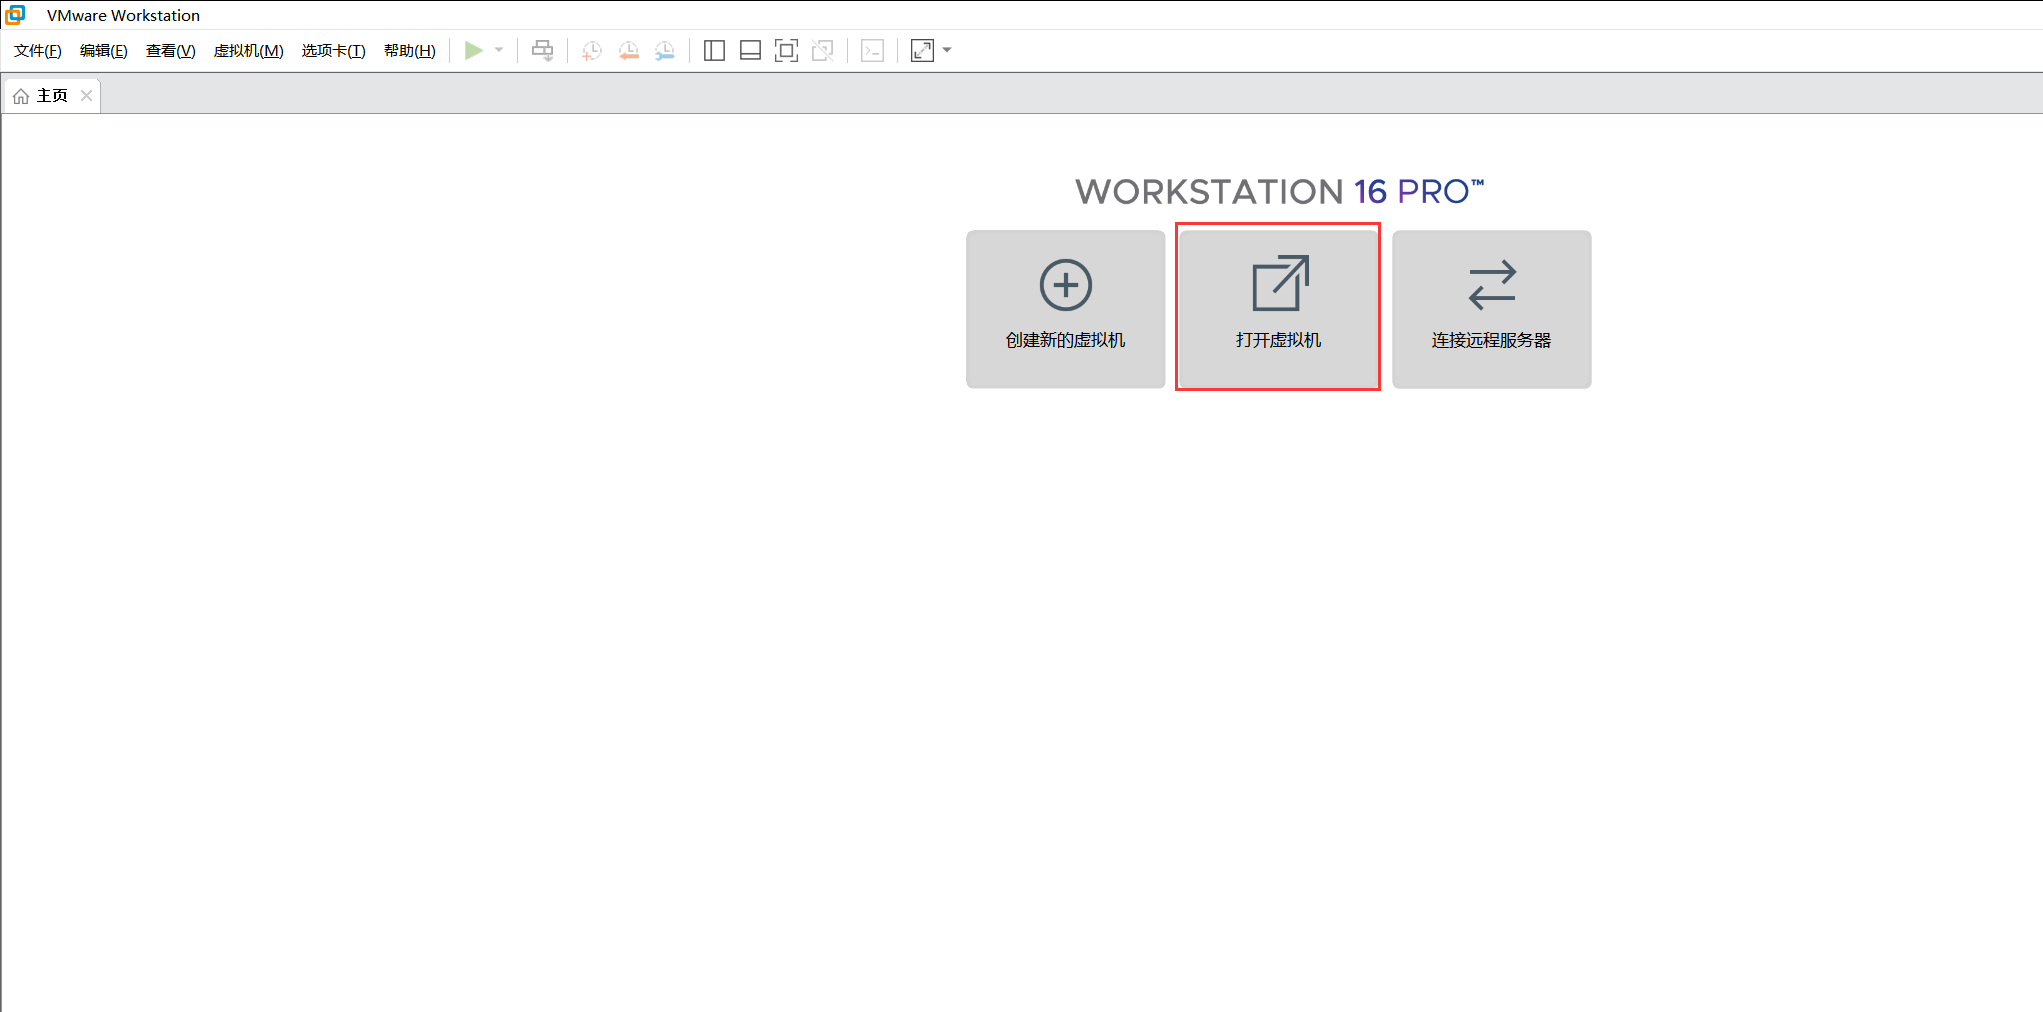 VMware Workstation
文件(F) 编辑(E) 查看(V) 虚拟机(M) 选项卡(T) 帮助(H)
主页
WORKSTATION 16 PRO™
创建新的虚拟机 打开虚拟机 连接远程服务器